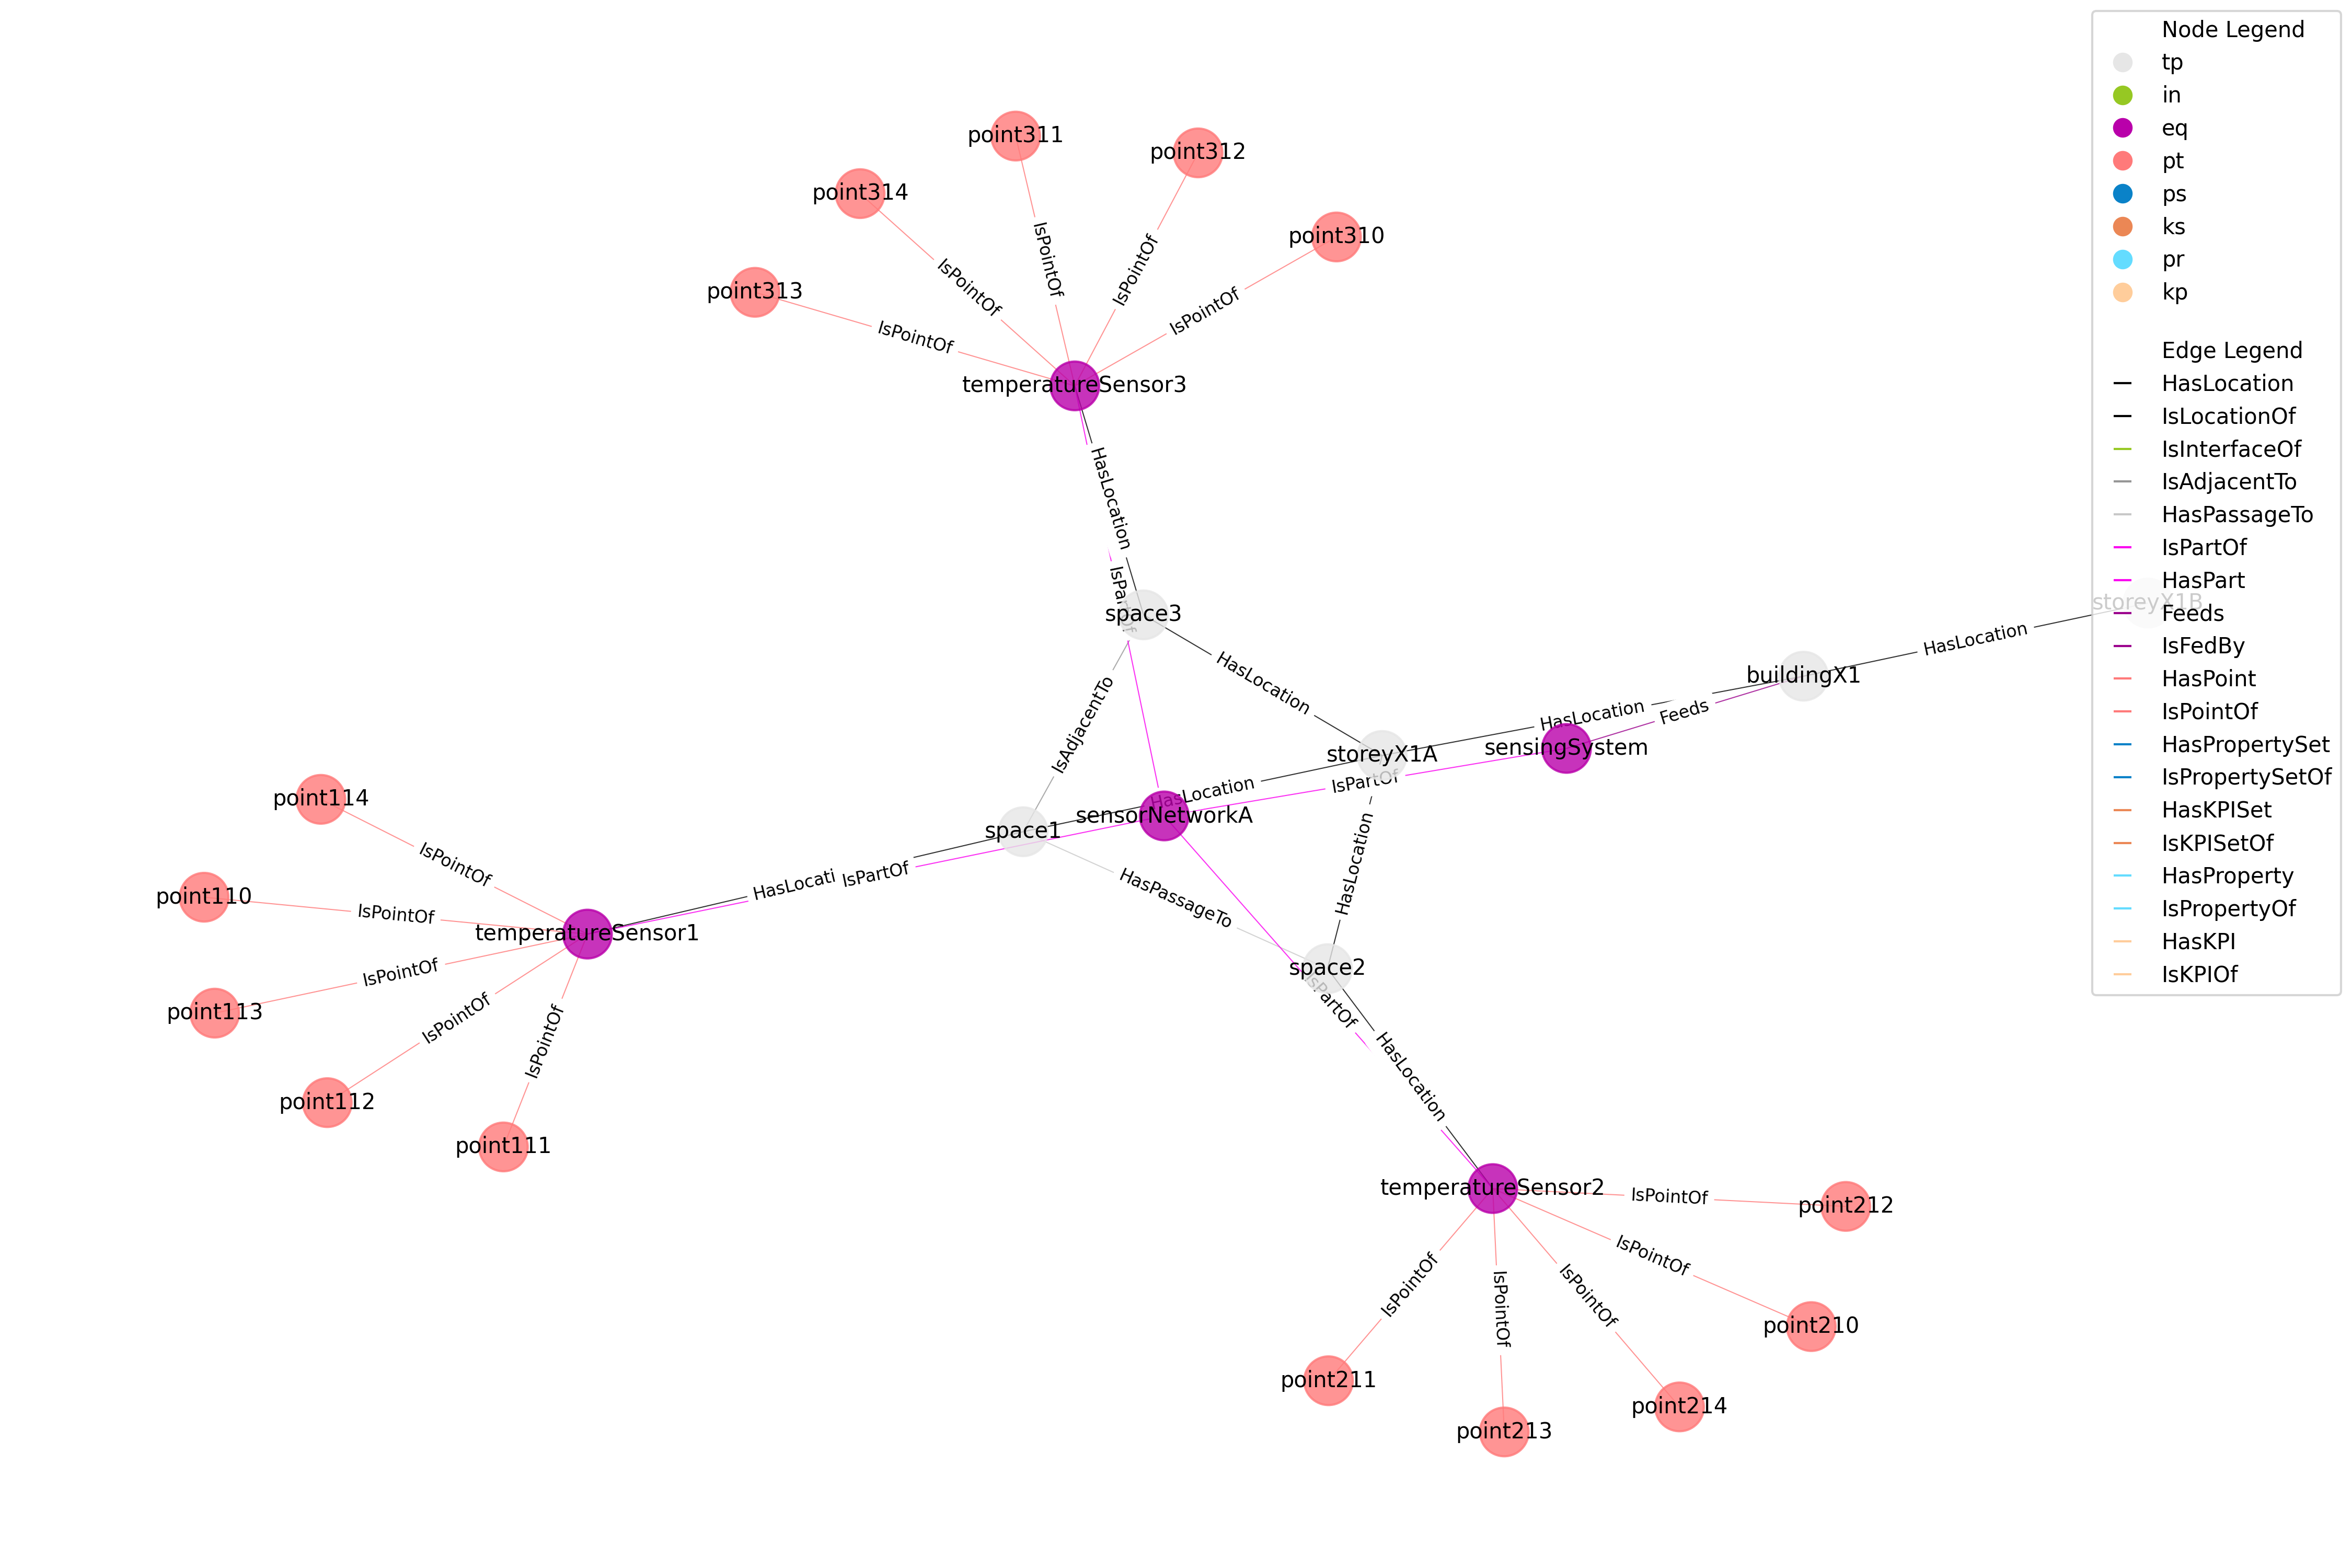 point311
point312
point314
point310
point313
IsPointOf
IsPointOf
IsPointOf
IsPointOf
IsPointOf
temperatureSensor3
HasLocation
IsPartOf
space3
storeyX1B
HasLocation
HasLocation
buildingX1
IsAdjacentTo
HasLocation
Feeds
storeyX1A
sensingSystem
HasLocation
IsPartOf
sensorNetworkA
space1
point114
IsPointOf
HasLocati
IsPartOf
HasPassageTo
HasLocation
point110
IsPointOf
temperatureSensor1
IsPointOf
space2
IsPartOf
point113
IsPointOf
IsPointOf
HasLocation
point112
point111
temperatureSensor2
IsPointOf
point212
IsPointOf
IsPointOf
IsPointOf
IsPointOf
point210
point211
point214
point213
Node Legend
tp
in
eq
pt
ps
ks
pr
kp
Edge Legend
HasLocation
IsLocationOf
IsInterfaceOf
IsAdjacentTo
HasPassageTo
IsPartOf
HasPart
Feeds
IsFedBy
HasPoint
IsPointOf
HasPropertySet
IsPropertySetOf
HasKPISet
IsKPISetOf
HasProperty
IsPropertyOf
HasKPI
IsKPIOf